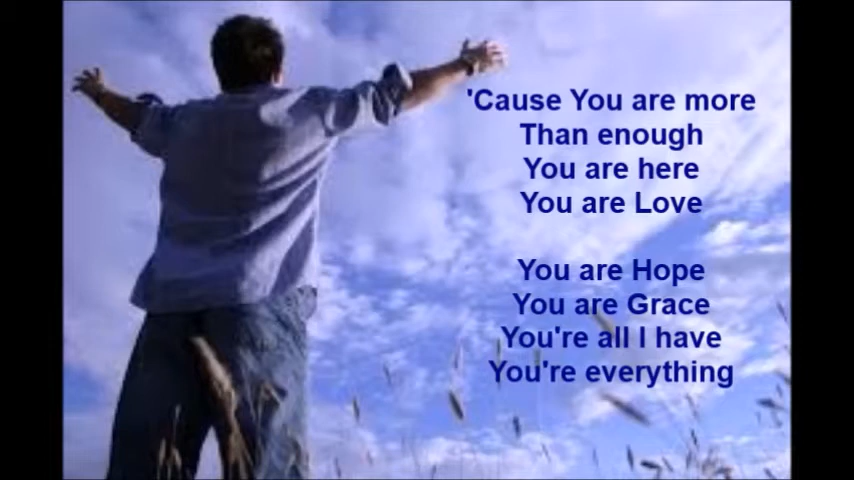 'Cause You are more
Than enough
You are here
You are Love
You are Hope
You are Grace
You're all I have
You're everything